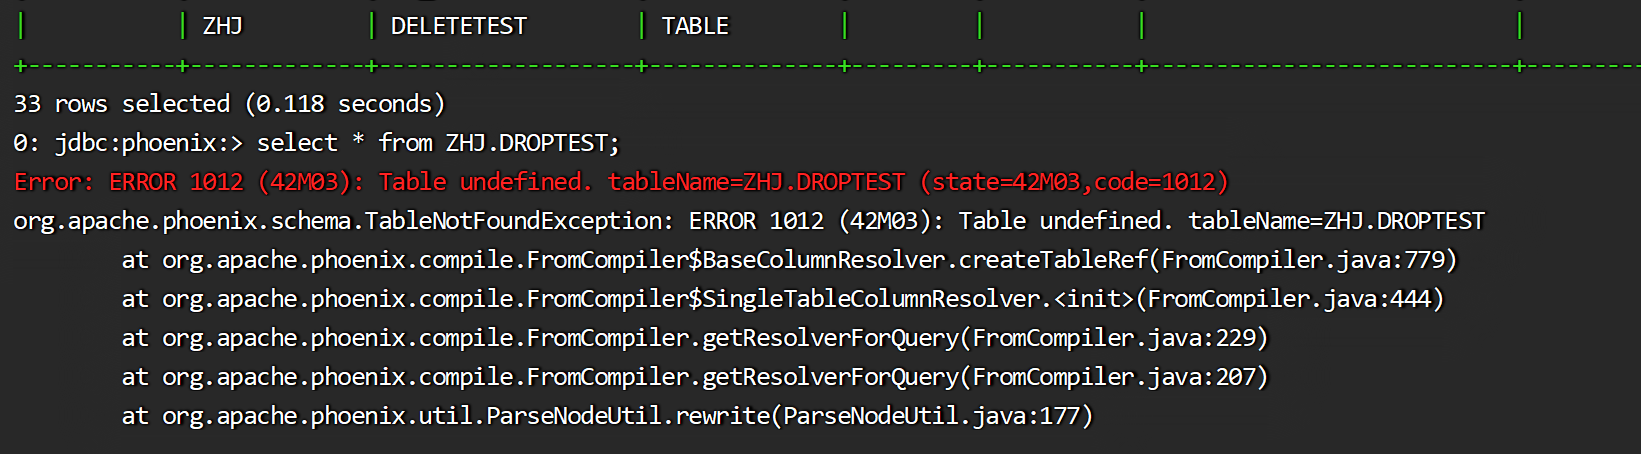 |           | ZHJ         | DELETETEST        | TABLE        |         |           |                            |
+-----------+-------------+-------------------+--------------+---------+-----------+----------------------------+---------
33 rows selected (0.118 seconds)
0: jdbc:phoenix:> select * from ZHJ.DROPTEST;
Error: ERROR 1012 (42M03): Table undefined. tableName=ZHJ.DROPTEST (state=42M03,code=1012)
org.apache.phoenix.schema.TableNotFoundException: ERROR 1012 (42M03): Table undefined. tableName=ZHJ.DROPTEST
        at org.apache.phoenix.compile.FromCompiler$BaseColumnResolver.createTableRef(FromCompiler.java:779)
        at org.apache.phoenix.compile.FromCompiler$SingleTableColumnResolver.<init>(FromCompiler.java:444)
        at org.apache.phoenix.compile.FromCompiler.getResolverForQuery(FromCompiler.java:229)
        at org.apache.phoenix.compile.FromCompiler.getResolverForQuery(FromCompiler.java:207)
        at org.apache.phoenix.util.ParseNodeUtil.rewrite(ParseNodeUtil.java:177)